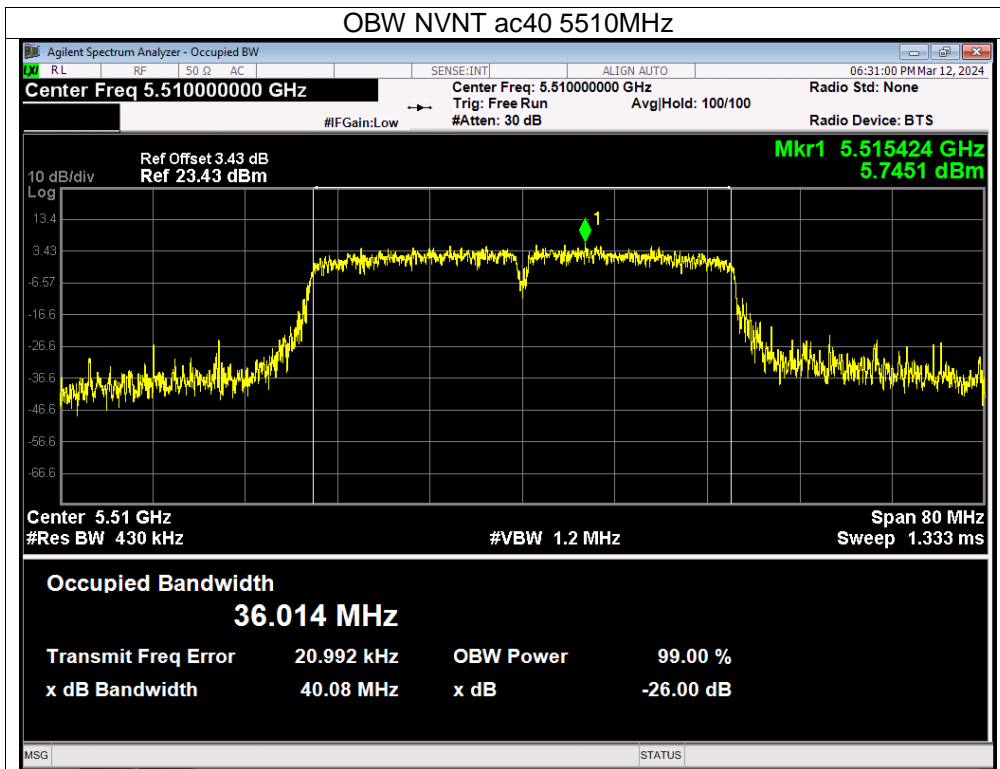 OBW NVNT ac40 5510MHz
Agilent Spectrum Analyzer - Occupied BW
LXI RL RF 50 Ω AC SENSE:INT ALIGN AUTO 06:31:00 PM Mar 12, 2024
Center Freq 5.510000000 GHz Center Freq: 5.510000000 GHz Radio Std: None
Trig: Free Run Avg|Hold: 100/100
#IFGain:Low #Atten: 30 dB Radio Device: BTS
Mkr1 5.515424 GHz
5.7451 dBm
Ref Offset 3.43 dB
10 dB/div Ref 23.43 dBm
Log
13.4
1
3.43
-6.57
-16.6
-26.6
-36.6
-46.6
-56.6
-66.6
Center 5.51 GHz Span 80 MHz
#Res BW 430 kHz #VBW 1.2 MHz Sweep 1.333 ms
Occupied Bandwidth
36.014 MHz
Transmit Freq Error 20.992 kHz OBW Power 99.00 %
x dB Bandwidth 40.08 MHz x dB -26.00 dB
MSG STATUS